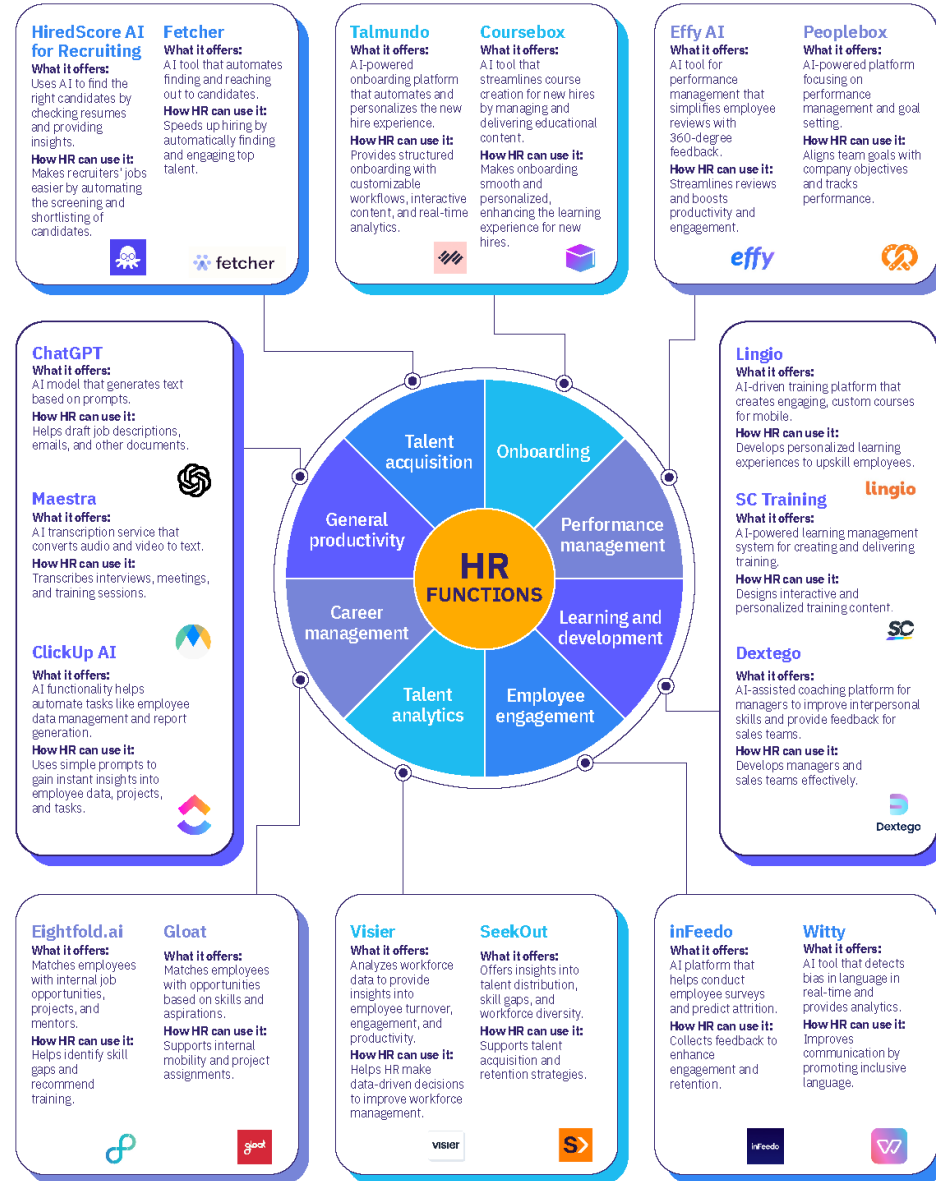 HiredScore AI
for Recruiting
What it offers:
Uses AI to find the
right candidates by
checking resumes
and providing
insights.
How HR can use it:
Makes recruiters' jobs
easier by automating
the screening and
shortlisting of
candidates.
Fetcher
What it offers:
AI tool that automates
finding and reaching
out to candidates.
How HR can use it:
Speeds up hiring by
automatically finding
and engaging top
talent.
fetcher
Talmundo
What it offers:
AI-powered
onboarding platform
that automates and
personalizes the new
hire experience.
How HR can use it:
Provides structured
onboarding with
customizable
workflows, interactive
content, and real-time
analytics.
Coursebox
What it offers:
AI tool that
streamlines course
creation for new hires
by managing and
delivering educational
content.
How HR can use it:
Makes onboarding
smooth and
personalized,
enhancing the learning
experience for new
hires.
Effy AI
What it offers:
AI tool for
performance
management that
simplifies employee
reviews with
360-degree
feedback.
How HR can use it:
Streamlines reviews
and boosts
productivity and
engagement.
effy
Peoplebox
What it offers:
AI-powered platform
focusing on
performance
management and goal
setting.
How HR can use it:
Aligns team goals with
company objectives
and tracks
performance.
ChatGPT
What it offers:
AI model that generates text
based on prompts.
How HR can use it:
Helps draft job descriptions,
emails, and other documents.
Maestra
What it offers:
AI transcription service that
converts audio and video to text.
How HR can use it:
Transcribes interviews, meetings,
and training sessions.
ClickUp AI
What it offers:
AI functionality helps
automate tasks like employee
data management and report
generation.
How HR can use it:
Uses simple prompts to
gain instant insights into
employee data, projects,
and tasks.
Talent
acquisition
Onboarding
General
productivity
Performance
management
HR
FUNCTIONS
Career
management
Learning and
development
Talent
analytics
Employee
engagement
Lingio
What it offers:
AI-driven training platform that
creates engaging, custom courses
for mobile.
How HR can use it:
Develops personalized learning
experiences to upskill employees.
lingio
SC Training
What it offers:
AI-powered learning management
system for creating and delivering
training.
How HR can use it:
Designs interactive and
personalized training content.
SC
Dextego
What it offers:
AI-assisted coaching platform for
managers to improve interpersonal
skills and provide feedback for
sales teams.
How HR can use it:
Develops managers and
sales teams effectively.
Dextego
Eightfold.ai
What it offers:
Matches employees
with internal job
opportunities,
projects, and
mentors.
How HR can use it:
Helps identify skill
gaps and
recommend
training.
Gloat
What it offers:
Matches employees
with opportunities
based on skills and
aspirations.
How HR can use it:
Supports internal
mobility and project
assignments.
gloat
Visier
What it offers:
Analyzes workforce
data to provide
insights into
employee turnover,
engagement, and
productivity.
How HR can use it:
Helps HR make
data-driven decisions
to improve workforce
management.
VISIER
SeekOut
What it offers:
Offers insights into
talent distribution,
skill gaps, and
workforce diversity.
How HR can use it:
Supports talent
acquisition and
retention strategies.
S
inFeedo
What it offers:
AI platform that
helps conduct
employee surveys
and predict attrition.
How HR can use it:
Collects feedback to
enhance
engagement and
retention.
inFeedo
Witty
What it offers:
AI tool that detects
bias in language in
real-time and
provides analytics.
How HR can use it:
Improves
communication by
promoting inclusive
language.